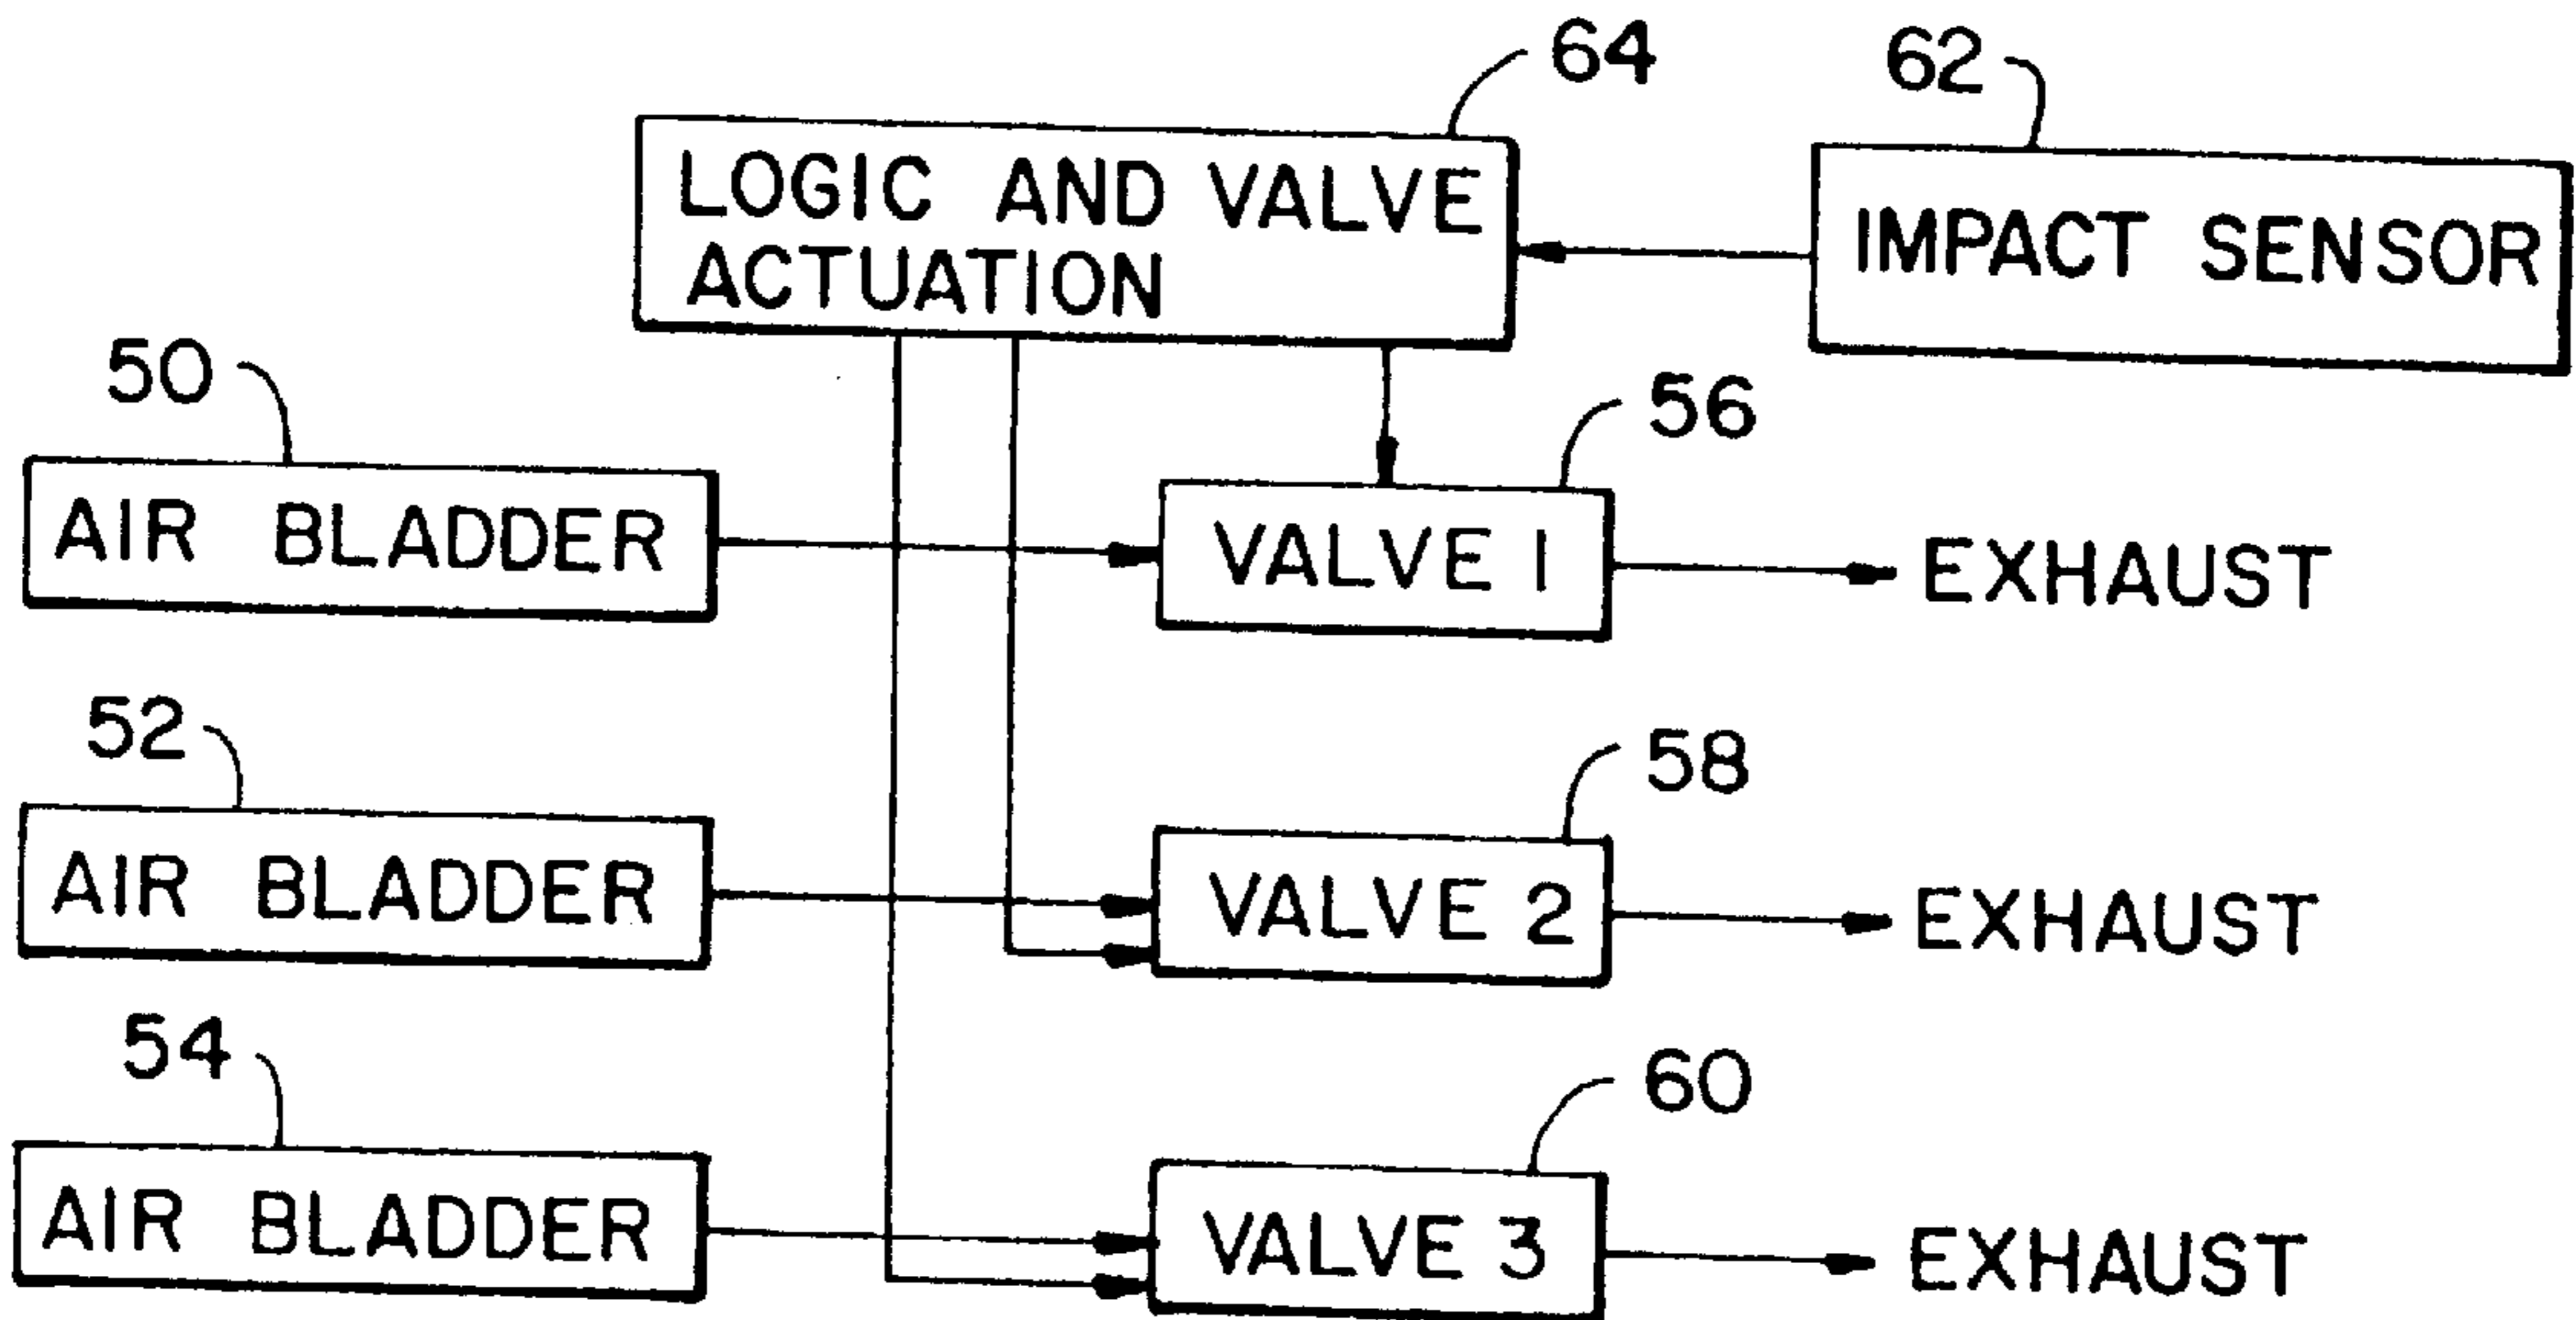 64
62
LOGIC AND VALVE
ACTUATION
IMPACT SENSOR
50
56
AIR BLADDER
VALVE 1
EXHAUST
52
58
AIR BLADDER
VALVE 2
EXHAUST
54
60
AIR BLADDER
VALVE 3
EXHAUST